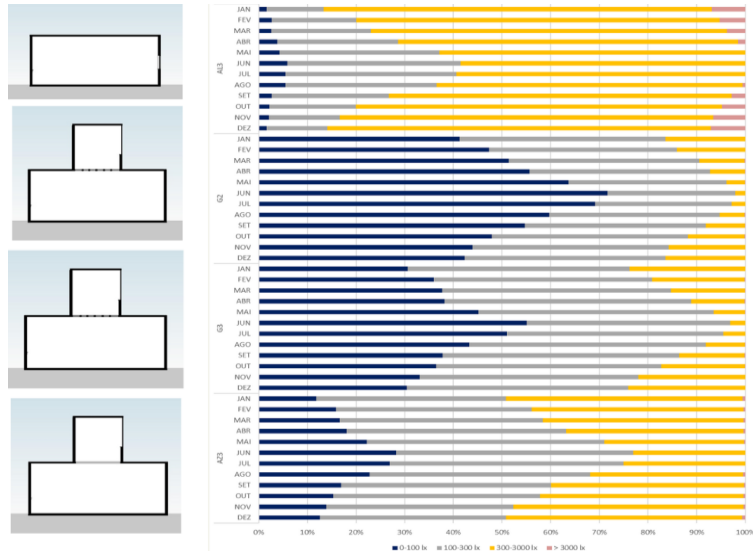 AL3
JAN
FEV
MAR
ABR
MAI
JUN
JUL
AGO
SET
OUT
NOV
DEZ
G2
JAN
FEV
MAR
ABR
MAI
JUN
JUL
AGO
SET
OUT
NOV
DEZ
G3
JAN
FEV
MAR
ABR
MAI
JUN
JUL
AGO
SET
OUT
NOV
DEZ
AZ3
JAN
FEV
MAR
ABR
MAI
JUN
JUL
AGO
SET
OUT
NOV
DEZ
0% 10% 20% 30% 40% 50% 60% 70% 80% 90% 100%
0-100 lx 100-300 lx 300-3000 lx > 3000 lx